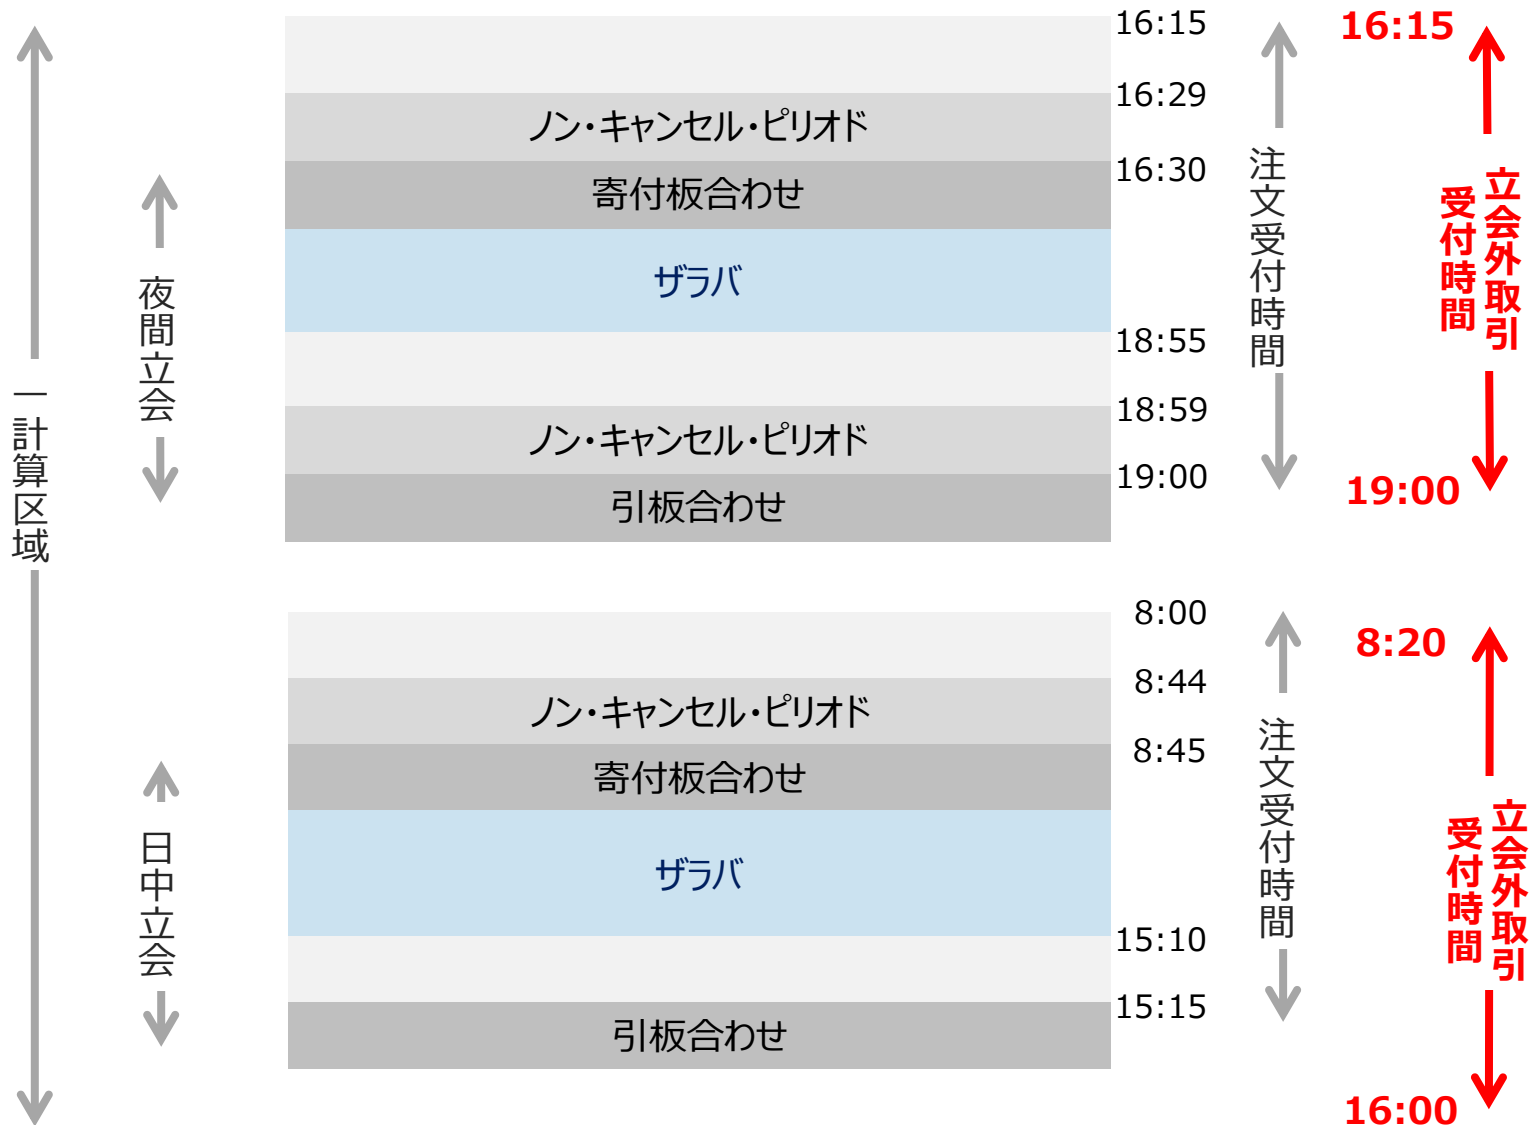 一計算区域
夜間立会
16:15
16:29
ノン・キャンセル・ピリオド
16:30
寄付板合わせ
ザラバ
18:55
18:59
ノン・キャンセル・ピリオド
19:00
引板合わせ
注文受付時間
16:15
立会外取引
受付時間
19:00
日中立会
8:00
8:44
ノン・キャンセル・ピリオド
8:45
寄付板合わせ
ザラバ
15:10
15:15
引板合わせ
注文受付時間
8:20
立会外取引
受付時間
16:00